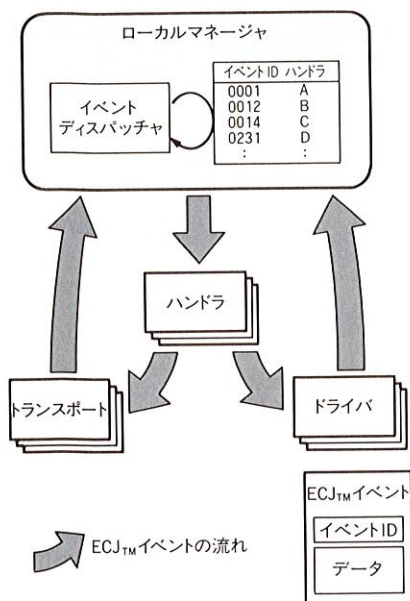 ローカルマネージャ
イベント
ディスパッチャ
イベントID ハンドラ
0001 A
0012 B
0014 C
0231 D
: :
ハンドラ
トランスポート
ドライバ
ECJTMイベントの流れ
ECJTMイベント
イベントID
データ